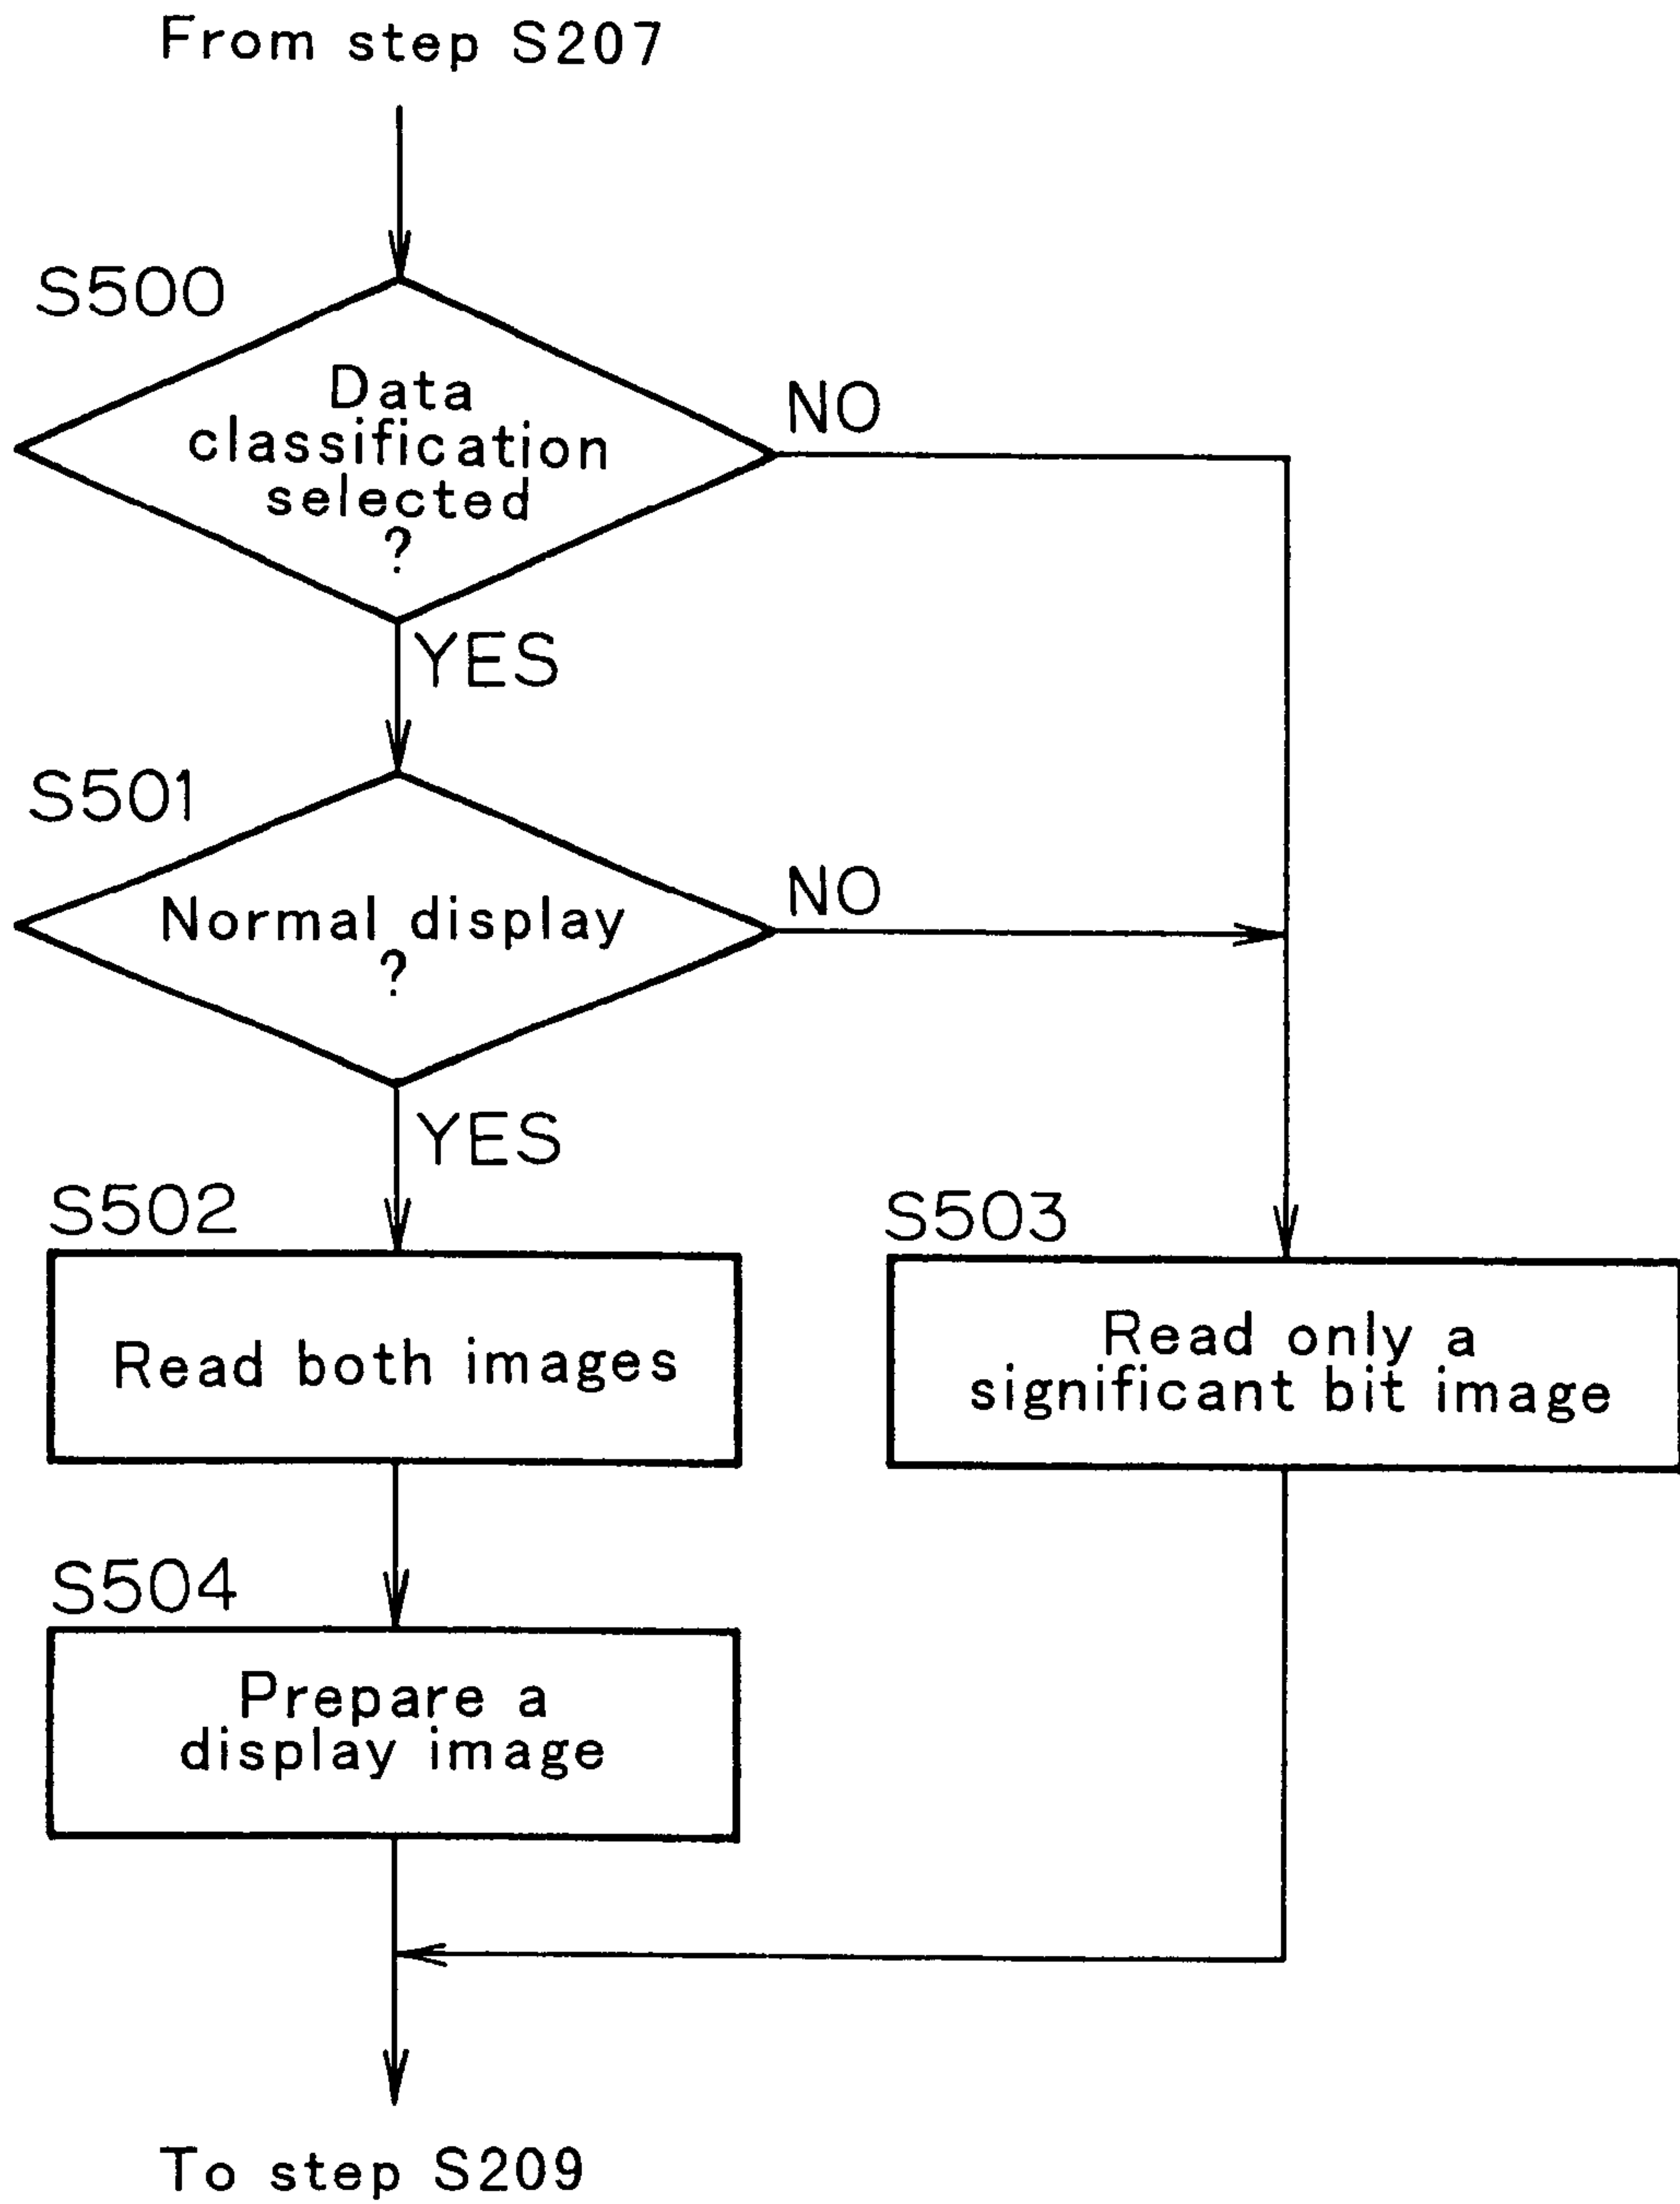 From step S207
S500
Data
classification
selected
?
NO
YES
S501
Normal display
?
NO
YES
S502
Read both images
S503
Read only a
significant bit image
S504
Prepare a
display image
To step S209